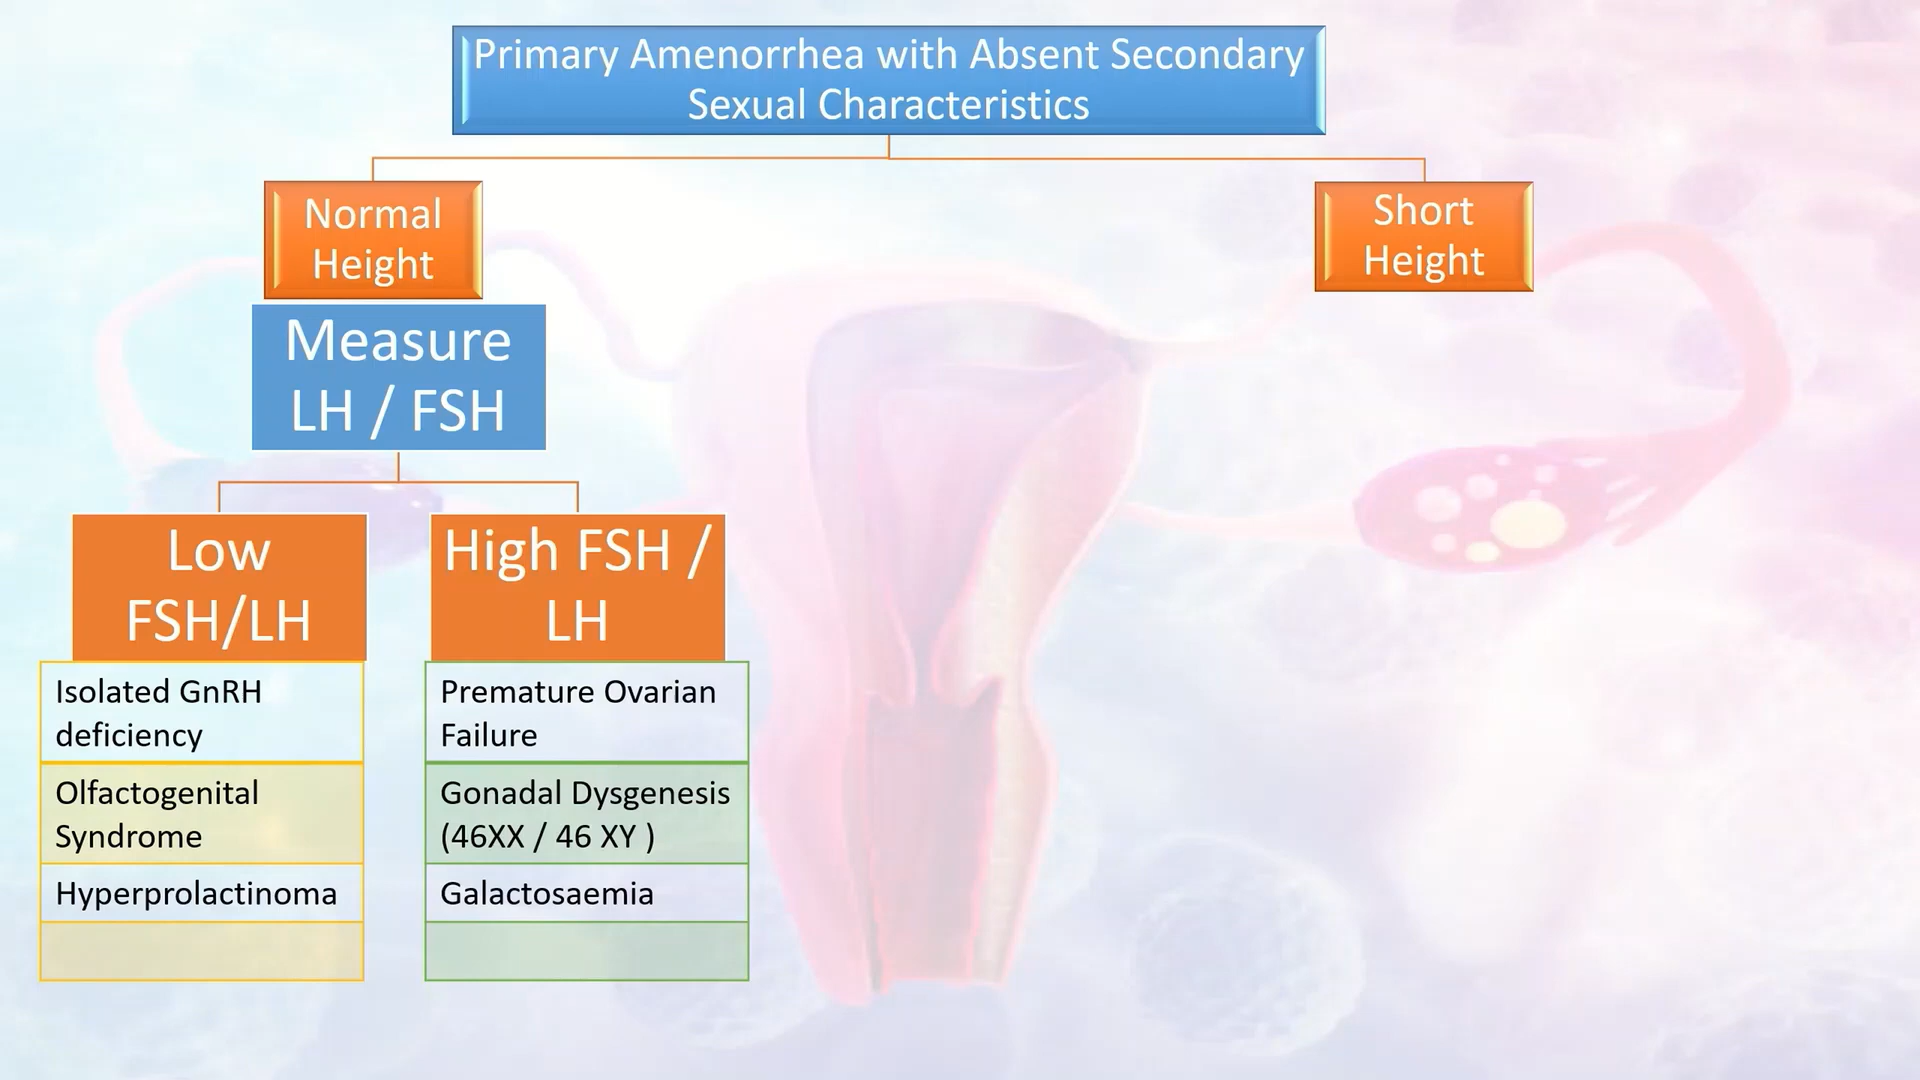 Primary Amenorrhea with Absent Secondary
Sexual Characteristics
Normal
Height
Short
Height
Measure
LH / FSH
Low
FSH/LH
High FSH /
LH
Isolated GnRH
deficiency
Olfactogenital
Syndrome
Hyperprolactinoma
Premature Ovarian
Failure
Gonadal Dysgenesis
(46XX / 46 XY )
Galactosaemia